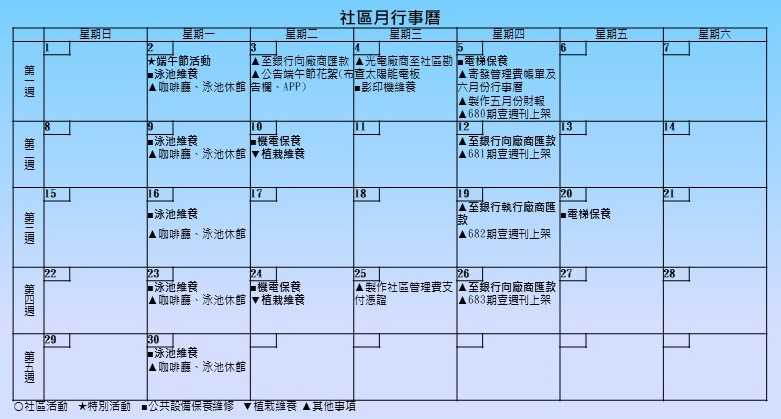 社區月行事曆
星期日 星期一 星期二 星期三 星期四 星期五 星期六
第一週
1
2
★端午節活動
■泳池維養
▲咖啡廳、泳池休館
3
▲至銀行向廠商匯款
▲公告端午節花絮(布
告欄、APP)
4
▲光電廠商至社區勘
查太陽能電板
■影印機維養
5
■電梯保養
▲寄發管理費帳單及
六月份行事曆
▲製作五月份財報
▲680期壹週刊上架
6
7
第二週
8
9
■泳池維養
▲咖啡廳、泳池休館
10
■機電保養
▼植栽維養
11
12
▲至銀行向廠商匯款
▲681期壹週刊上架
13
14
第三週
15
16
■泳池維養
▲咖啡廳、泳池休館
17
18
19
▲至銀行執行廠商匯
款
▲682期壹週刊上架
20
■電梯保養
21
第四週
22
23
■泳池維養
▲咖啡廳、泳池休館
24
■機電保養
▼植栽維養
25
▲製作社區管理費支
付憑證
26
▲至銀行向廠商匯款
▲683期壹週刊上架
27
28
第五週
29
30
■泳池維養
▲咖啡廳、泳池休館
○社區活動 ★特別活動 ■公共設備保養維修 ▼植栽維養 ▲其他事項